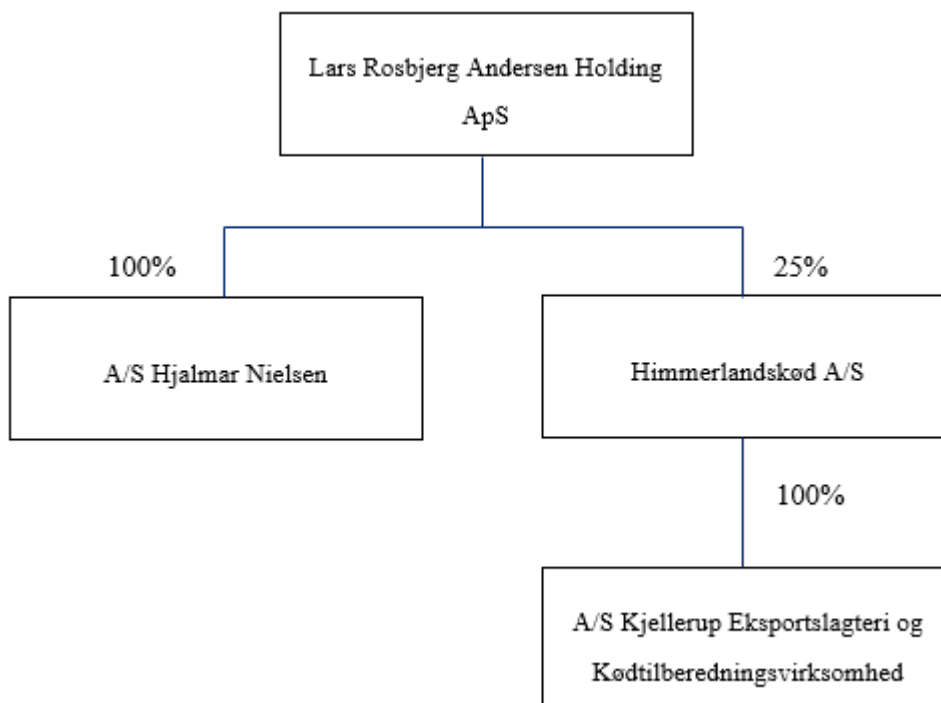 Lars Rosbjerg Andersen Holding
ApS
100%
25%
A/S Hjalmar Nielsen
Himmerlandskød A/S
100%
A/S Kjellerup Eksportslagteri og
Kødtilberedningsvirksomhed